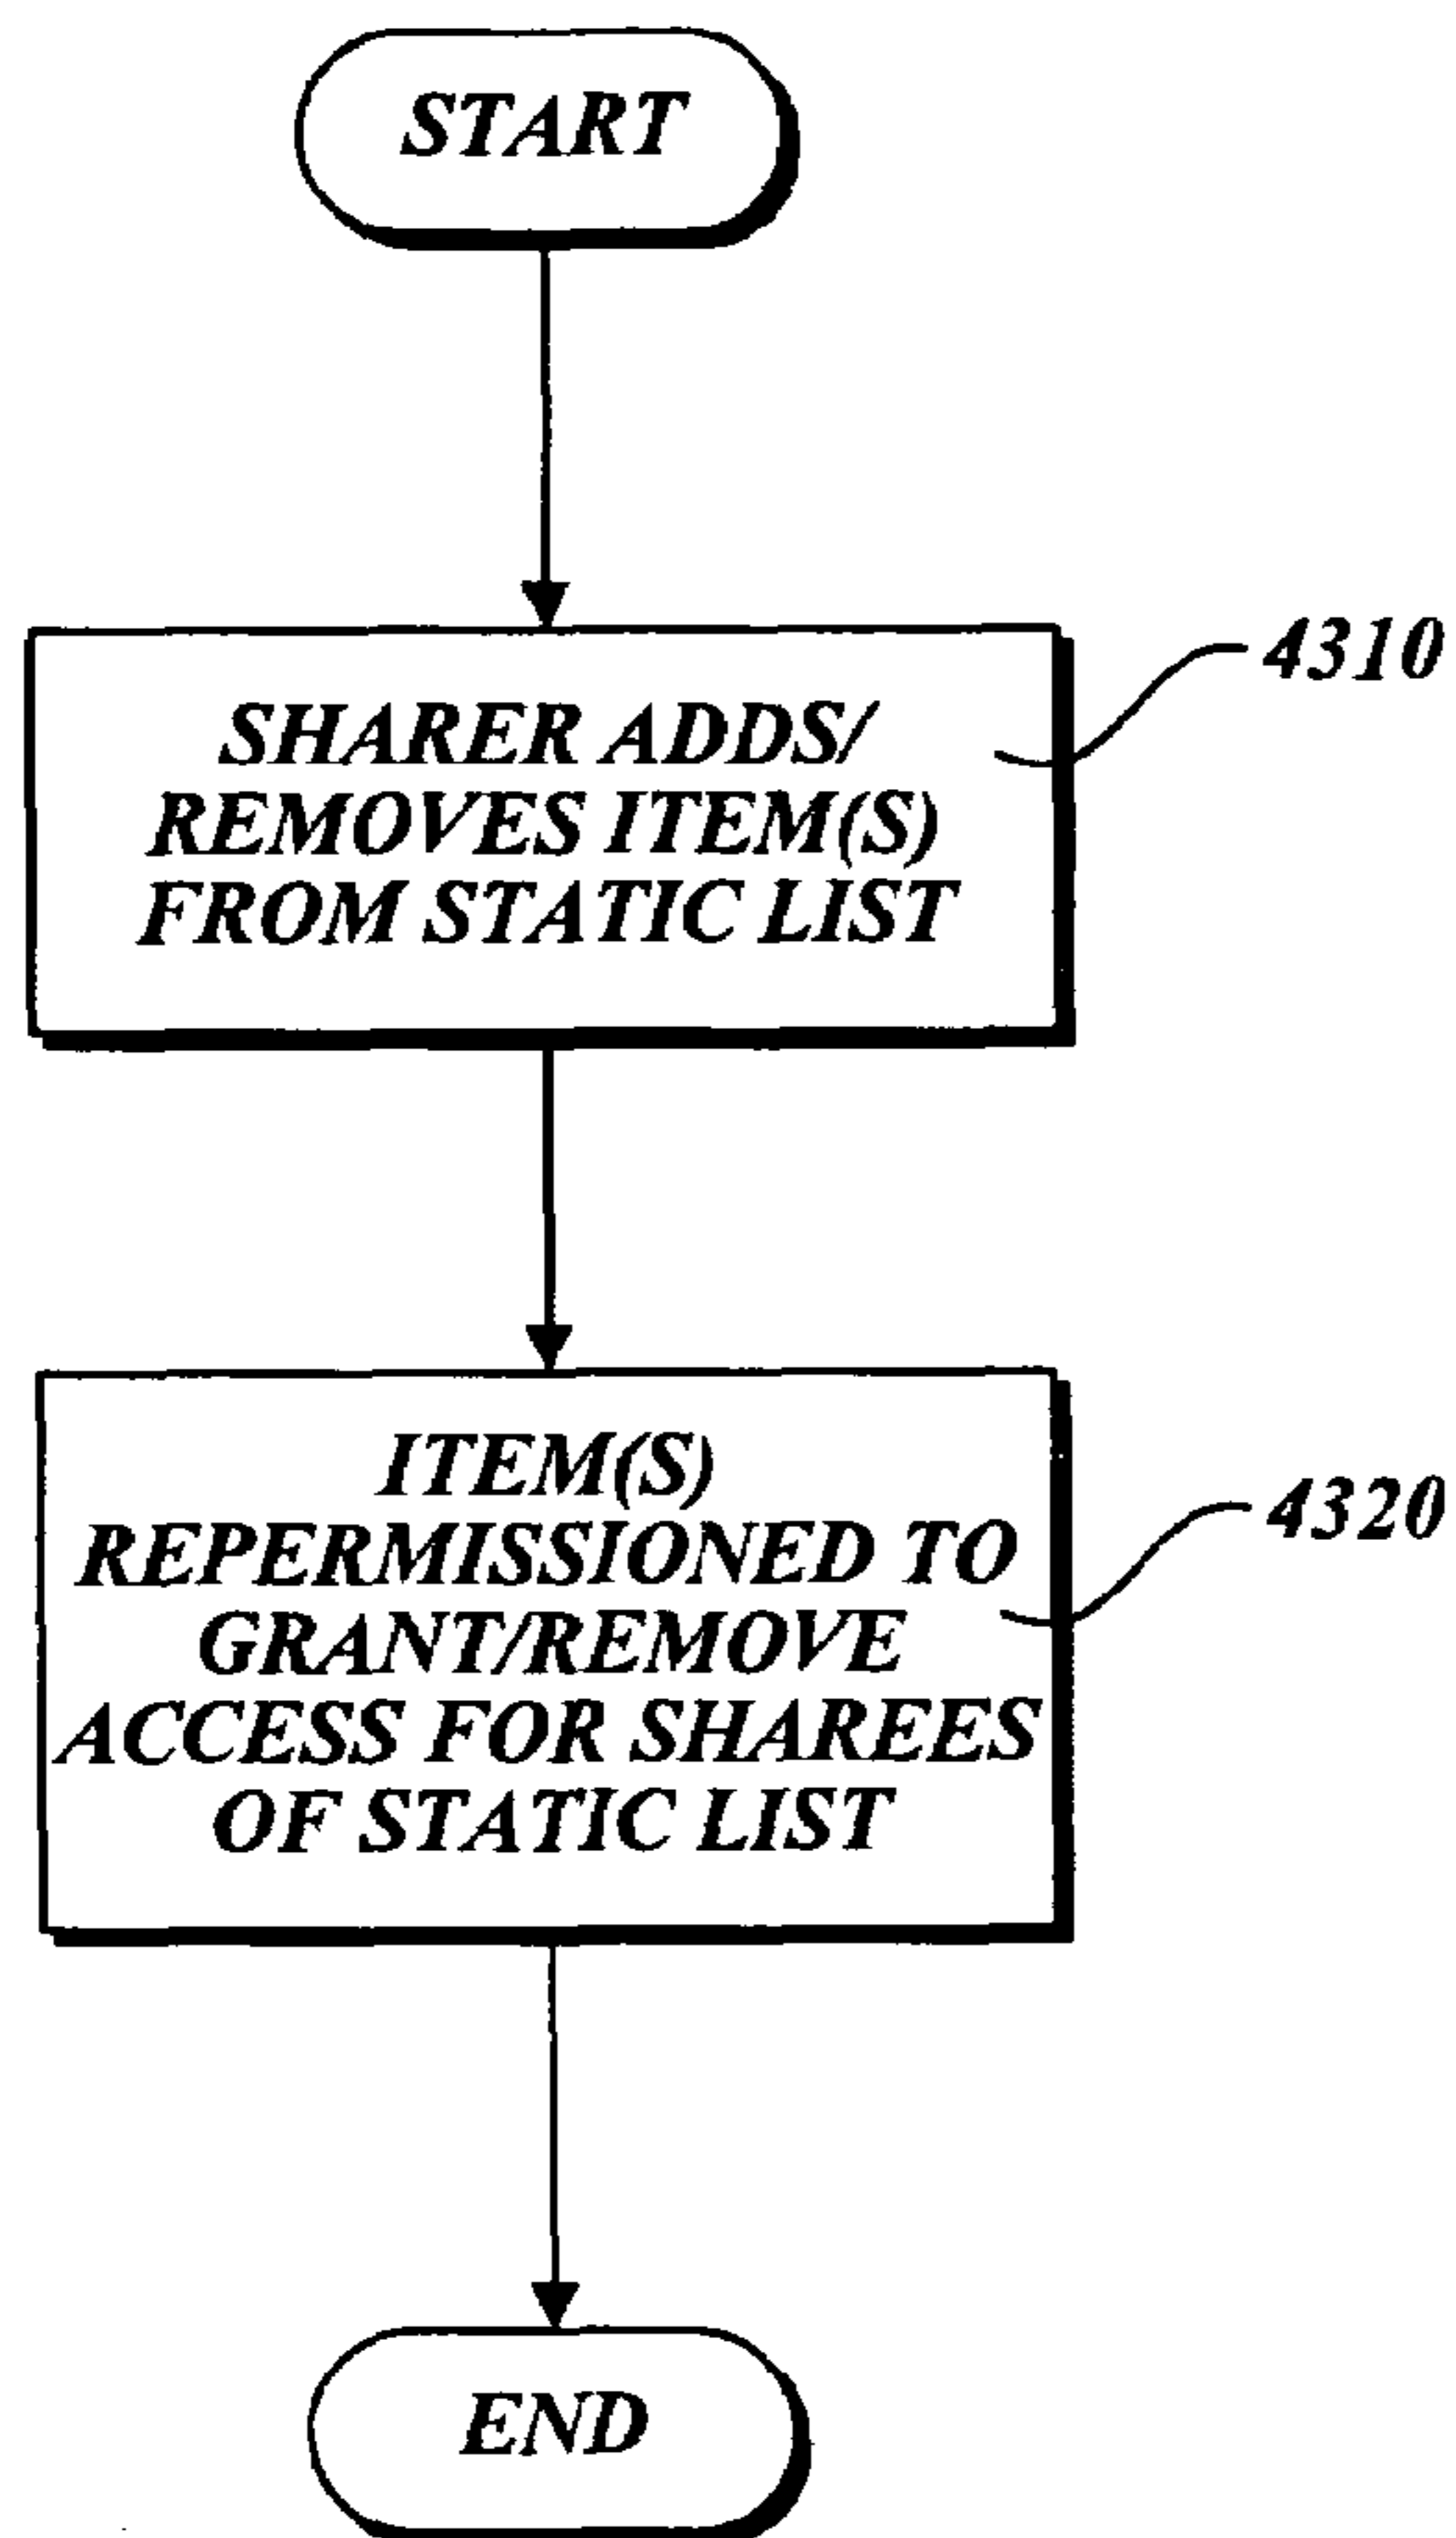 START
4310
SHARER ADDS/
REMOVES ITEM(S)
FROM STATIC LIST
ITEM(S)
4320
REPERMISSIONED TO
GRANT/REMOVE
ACCESS FOR SHAREES
OF STATIC LIST
END